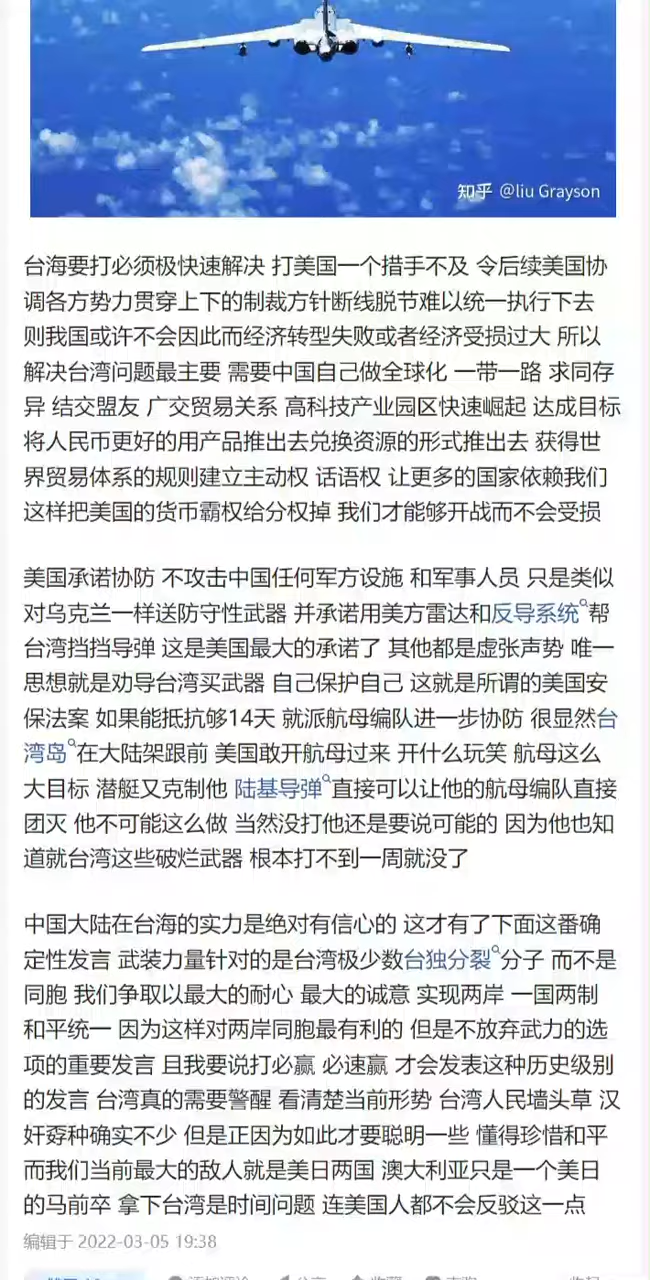 知乎 @liu Grayson
台海要打必须极快速解决 打美国一个措手不及 令后续美国协
调各方势力贯穿上下的制裁方针断线脱节难以统一执行下去
则我国或许不会因此而经济转型失败或者经济受损过大 所以
解决台湾问题最主要 需要中国自己做全球化 一带一路 求同存
异 结交盟友 广交贸易关系 高科技产业园区快速崛起 达成目标
将人民币更好的用产品推出去兑换资源的形式推出去 获得世
界贸易体系的规则建立主动权 话语权 让更多的国家依赖我们
这样把美国的货币霸权给分权掉 我们才能够开战而不会受损
美国承诺协防 不攻击中国任何军方设施 和军事人员 只是类似
对乌克兰一样送防守性武器 并承诺用美方雷达和反导系统帮
台湾挡挡导弹 这是美国最大的承诺了 其他都是虚张声势 唯一
思想就是劝导台湾买武器 自己保护自己 这就是所谓的美国安
保法案 如果能抵抗够14天 就派航母编队进一步协防 很显然台
湾岛在大陆架跟前 美国敢开航母过来 开什么玩笑 航母这么
大目标 潜艇又克制他 陆基导弹直接可以让他的航母编队直接
团灭 他不可能这么做 当然没打他还是要说可能的 因为他也知
道就台湾这些破烂武器 根本打不到一周就没了
中国大陆在台海的实力是绝对有信心的 这才有了下面这番确
定性发言 武装力量针对的是台湾极少数台独分裂分子 而不是
同胞 我们争取以最大的耐心 最大的诚意 实现两岸 一国两制
和平统一 因为这样对两岸同胞最有利的 但是不放弃武力的选
项的重要发言 且我要说打必赢 必速赢 才会发表这种历史级别
的发言 台湾真的需要警醒 看清楚当前形势 台湾人民墙头草 汉
奸孬种确实不少 但是正因为如此才要聪明一些 懂得珍惜和平
而我们当前最大的敌人就是美日两国 澳大利亚只是一个美日
的马前卒 拿下台湾是时间问题 连美国人都不会反驳这一点
编辑于 2022-03-05 19:38